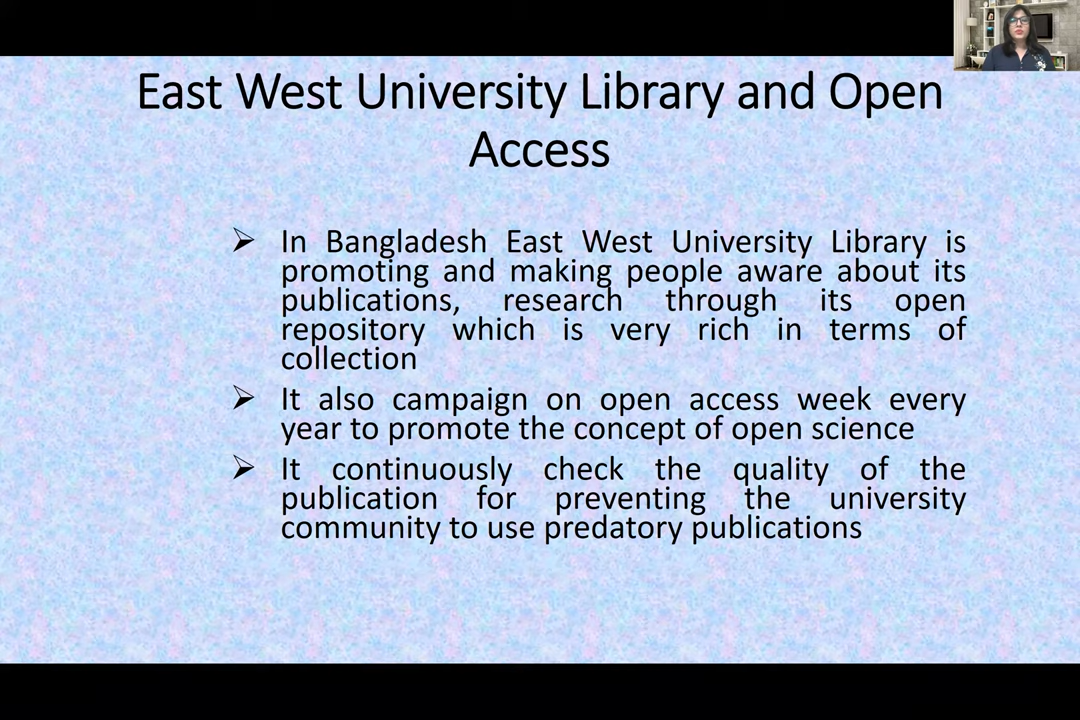 East West University Library and Open
Access
➢ In Bangladesh East West University Library is
promoting and making people aware about its
publications, research through its open
repository which is very rich in terms of
collection
➢ It also campaign on open access week every
year to promote the concept of open science
➢ It continuously check the quality of the
publication for preventing the university
community to use predatory publications